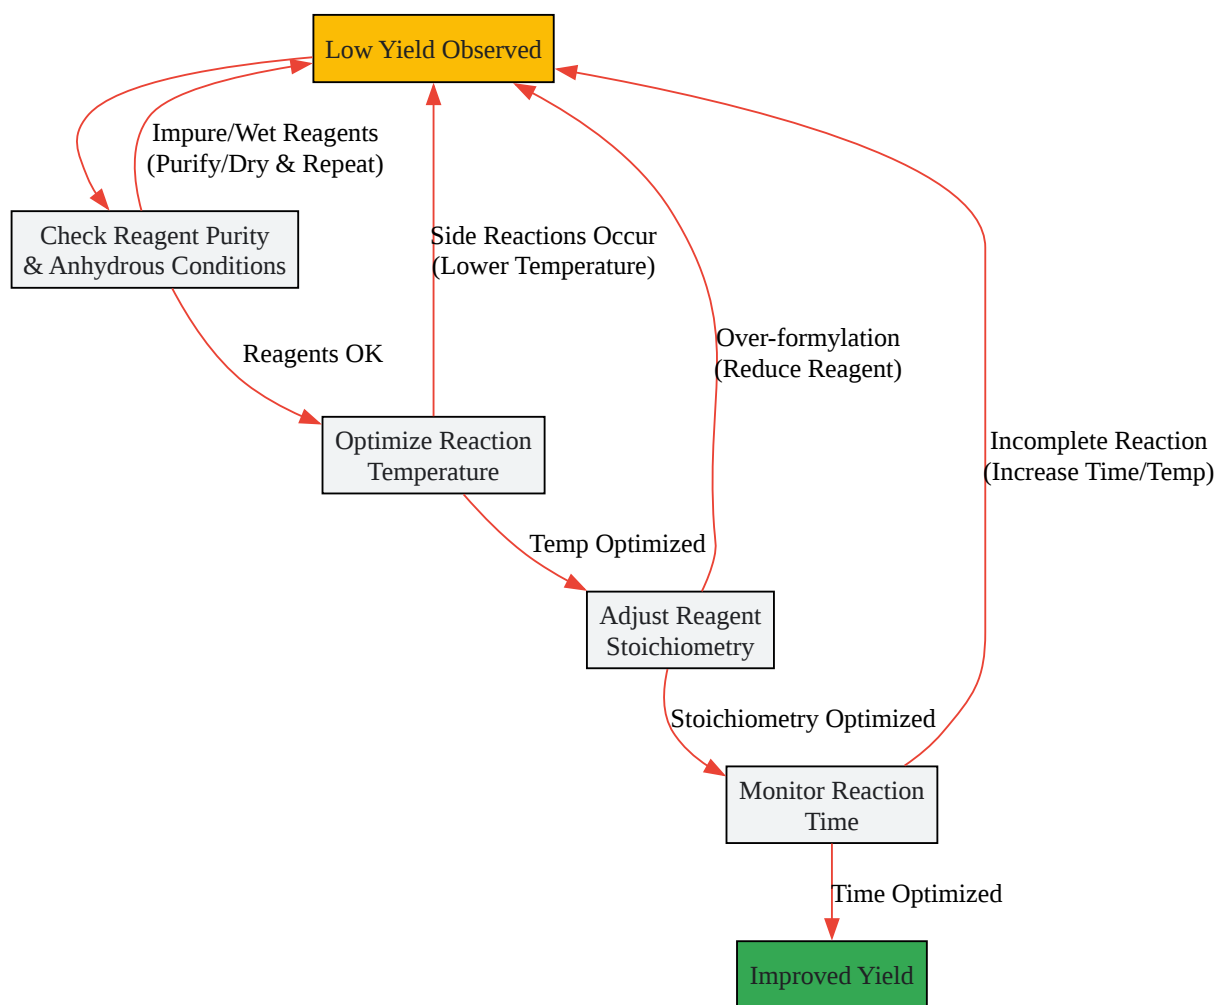 Low Yield Observed
Impure/Wet Reagents
(Purify/Dry & Repeat)
Check Reagent Purity
& Anhydrous Conditions
Side Reactions Occur
(Lower Temperature)
Over-formylation
(Reduce Reagent)
Reagents OK
Optimize Reaction
Temperature
Incomplete Reaction
(Increase Time/Temp)
Temp Optimized
Adjust Reagent
Stoichiometry
Stoichiometry Optimized
Monitor Reaction
Time
Time Optimized
Improved Yield